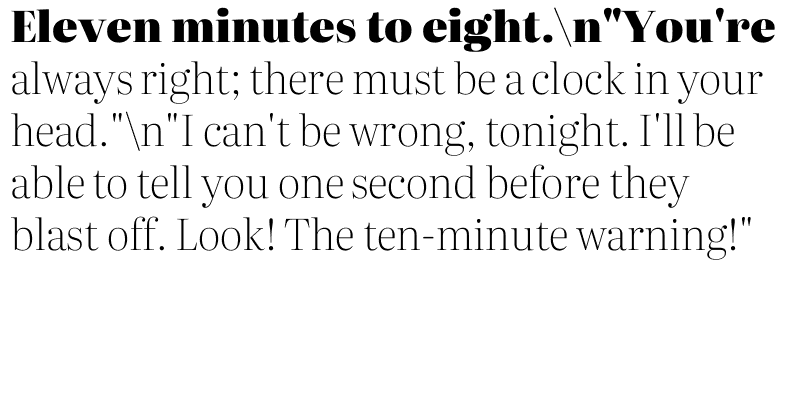 Eleven minutes to eight.\n"You're
always right; there must be a clock in your
head."\n"I can't be wrong, tonight. I'll be
able to tell you one second before they
blast off. Look! The ten-minute warning!"